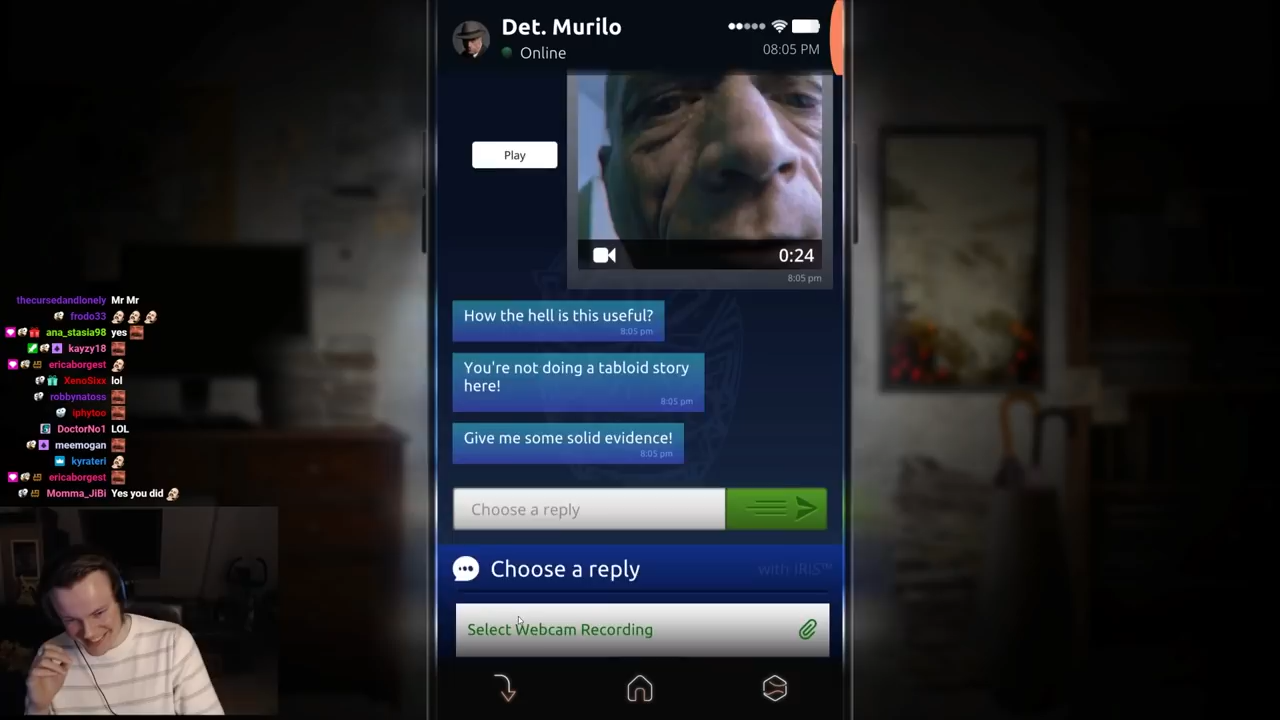 Det. Murilo
Online
08:05 PM
Play
0:24
8:05 pm
How the hell is this useful?
8:05 pm
You're not doing a tabloid story
here!
8:05 pm
Give me some solid evidence!
8:05 pm
Choose a reply
Choose a reply
with IRIS™
Select Webcam Recording
thecursedandlonely Mr Mr
frodo33
ana_stasia98 yes
kayzy18
ericaborgest
XenoSixx lol
robbynatoss
iphytoo
DoctorNo1 LOL
meemogan
kyrateri
ericaborgest
Momma_JiBi Yes you did